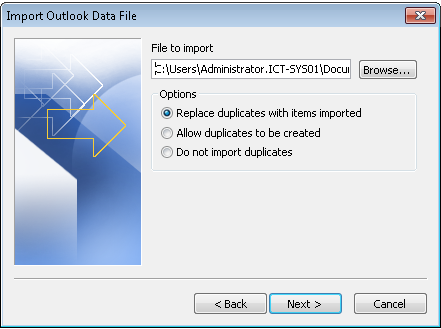 Import Outlook Data File
File to import
C:\Users\Administrator.ICT-SYS01\Docu
Browse...
Options
Replace duplicates with items imported
Allow duplicates to be created
Do not import duplicates
< Back
Next >
Cancel